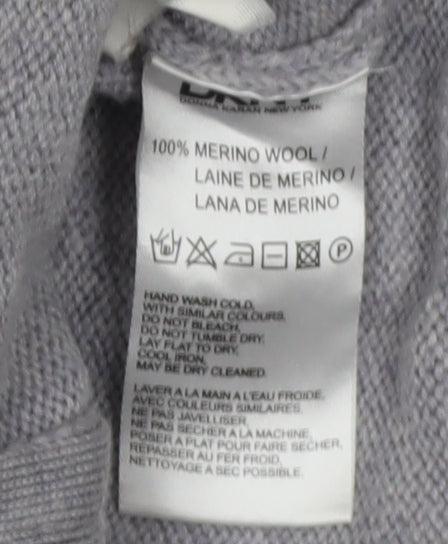 DKNY
DONNA KARAN NEW YORK
100% MERINO WOOL /
LAINE DE MERINO /
LANA DE MERINO
P
HAND WASH COLD,
WITH SIMILAR COLOURS.
DO NOT BLEACH,
DO NOT TUMBLE DRY.
LAY FLAT TO DRY,
COOL IRON.
MAY BE DRY CLEANED.
LAVER A LA MAIN A L'EAU FROIDE,
AVEC COULEURS SIMILAIRES.
NE PAS JAVELLISER,
NE PAS SECHER A LA MACHINE,
POSER A PLAT POUR FAIRE SECHER,
REPASSER AU FER FROID.
NETTOYAGE A SEC POSSIBLE.